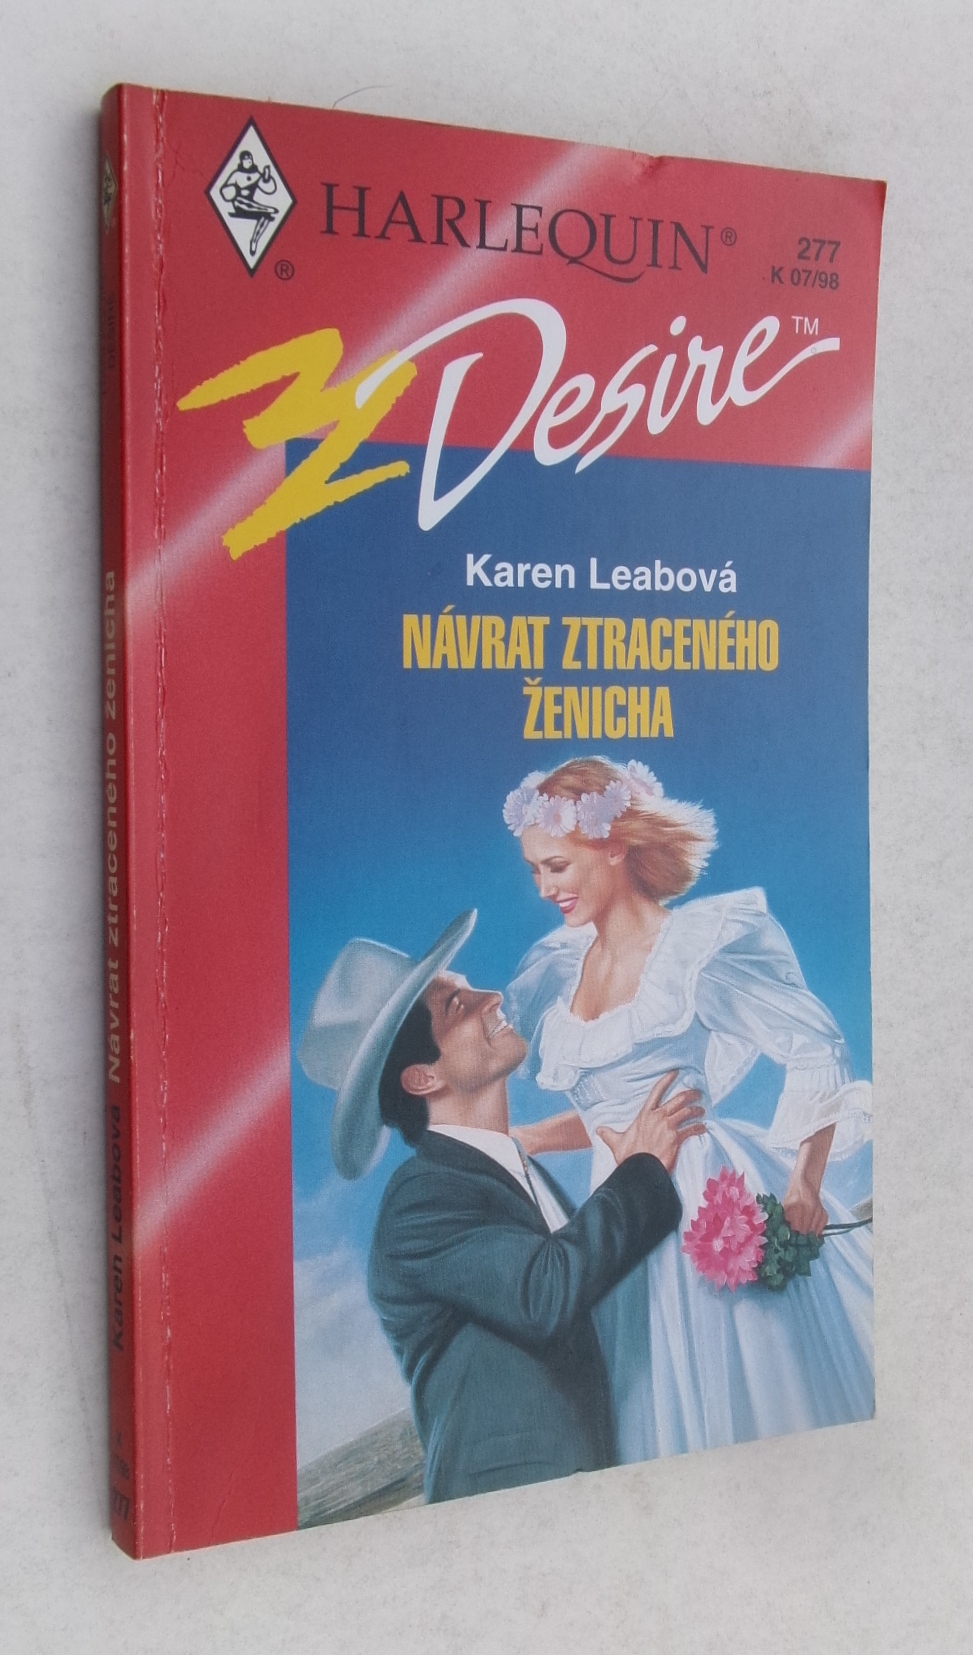 HARLEQUIN®
®
277
K 07/98
Desire™
Karen Leabová
NÁVRAT ZTRACENÉHO
ŽENICHA
Karen Leabová Návrat ztraceného ženicha